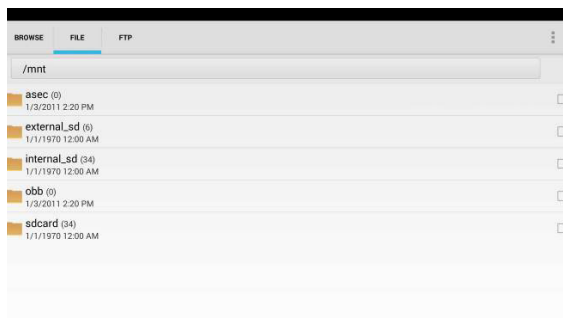 BROWSE FILE FTP
/mnt
asec (0)
1/3/2011 2:20 PM
external_sd (6)
1/1/1970 12:00 AM
internal_sd (34)
1/1/1970 12:00 AM
obb (0)
1/3/2011 2:20 PM
sdcard (34)
1/1/1970 12:00 AM